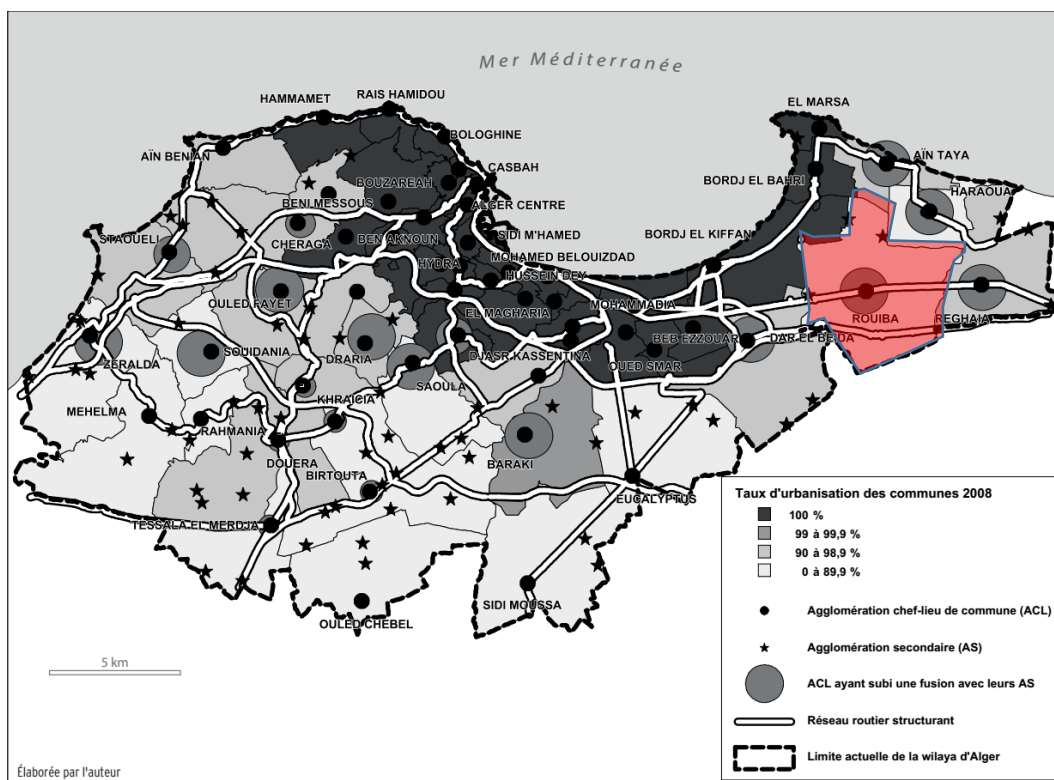 Mer Méditerranée
RAIS HAMIDOU
HAMMAMET
EL MARSA
BOLOGHINE
AÏN BENIAN
AÏN TAYA
CASBAH
BOUZAREAH
BORDJ EL BAHRI
HARAOUA
BENI MESSOUS
ALGER CENTRE
STAOUELI
CHERAGA
BEN AKNOUN
SIDI M'HAMED
BORDJ EL KIFFAN
MOHAMED BELOUIZDAD
HYDRA
HUSSEIN DEY
OULED FAYET
MOHAMMADIA
EL MAGHARIA
ROUIBA
REGHAIA
BEB EZZOUAR
DAR EL BEIDA
DRARIA
SOUIDANIA
DJASR KASSENTINA
ZERALDA
OUED SMAR
SAOULA
KHRAICIA
MEHELMA
RAHMANIA
DOUERA
BARAKI
BIRTOUTA
EUCALYPTUS
TESSALA EL MERDJA
SIDI MOUSSA
OULED CHEBEL
5 km
Taux d'urbanisation des communes 2008
100 %
99 à 99,9 %
90 à 98,9 %
0 à 89,9 %
Agglomération chef-lieu de commune (ACL)
Agglomération secondaire (AS)
ACL ayant subi une fusion avec leurs AS
Réseau routier structurant
Limite actuelle de la wilaya d'Alger
Élaborée par l'auteur